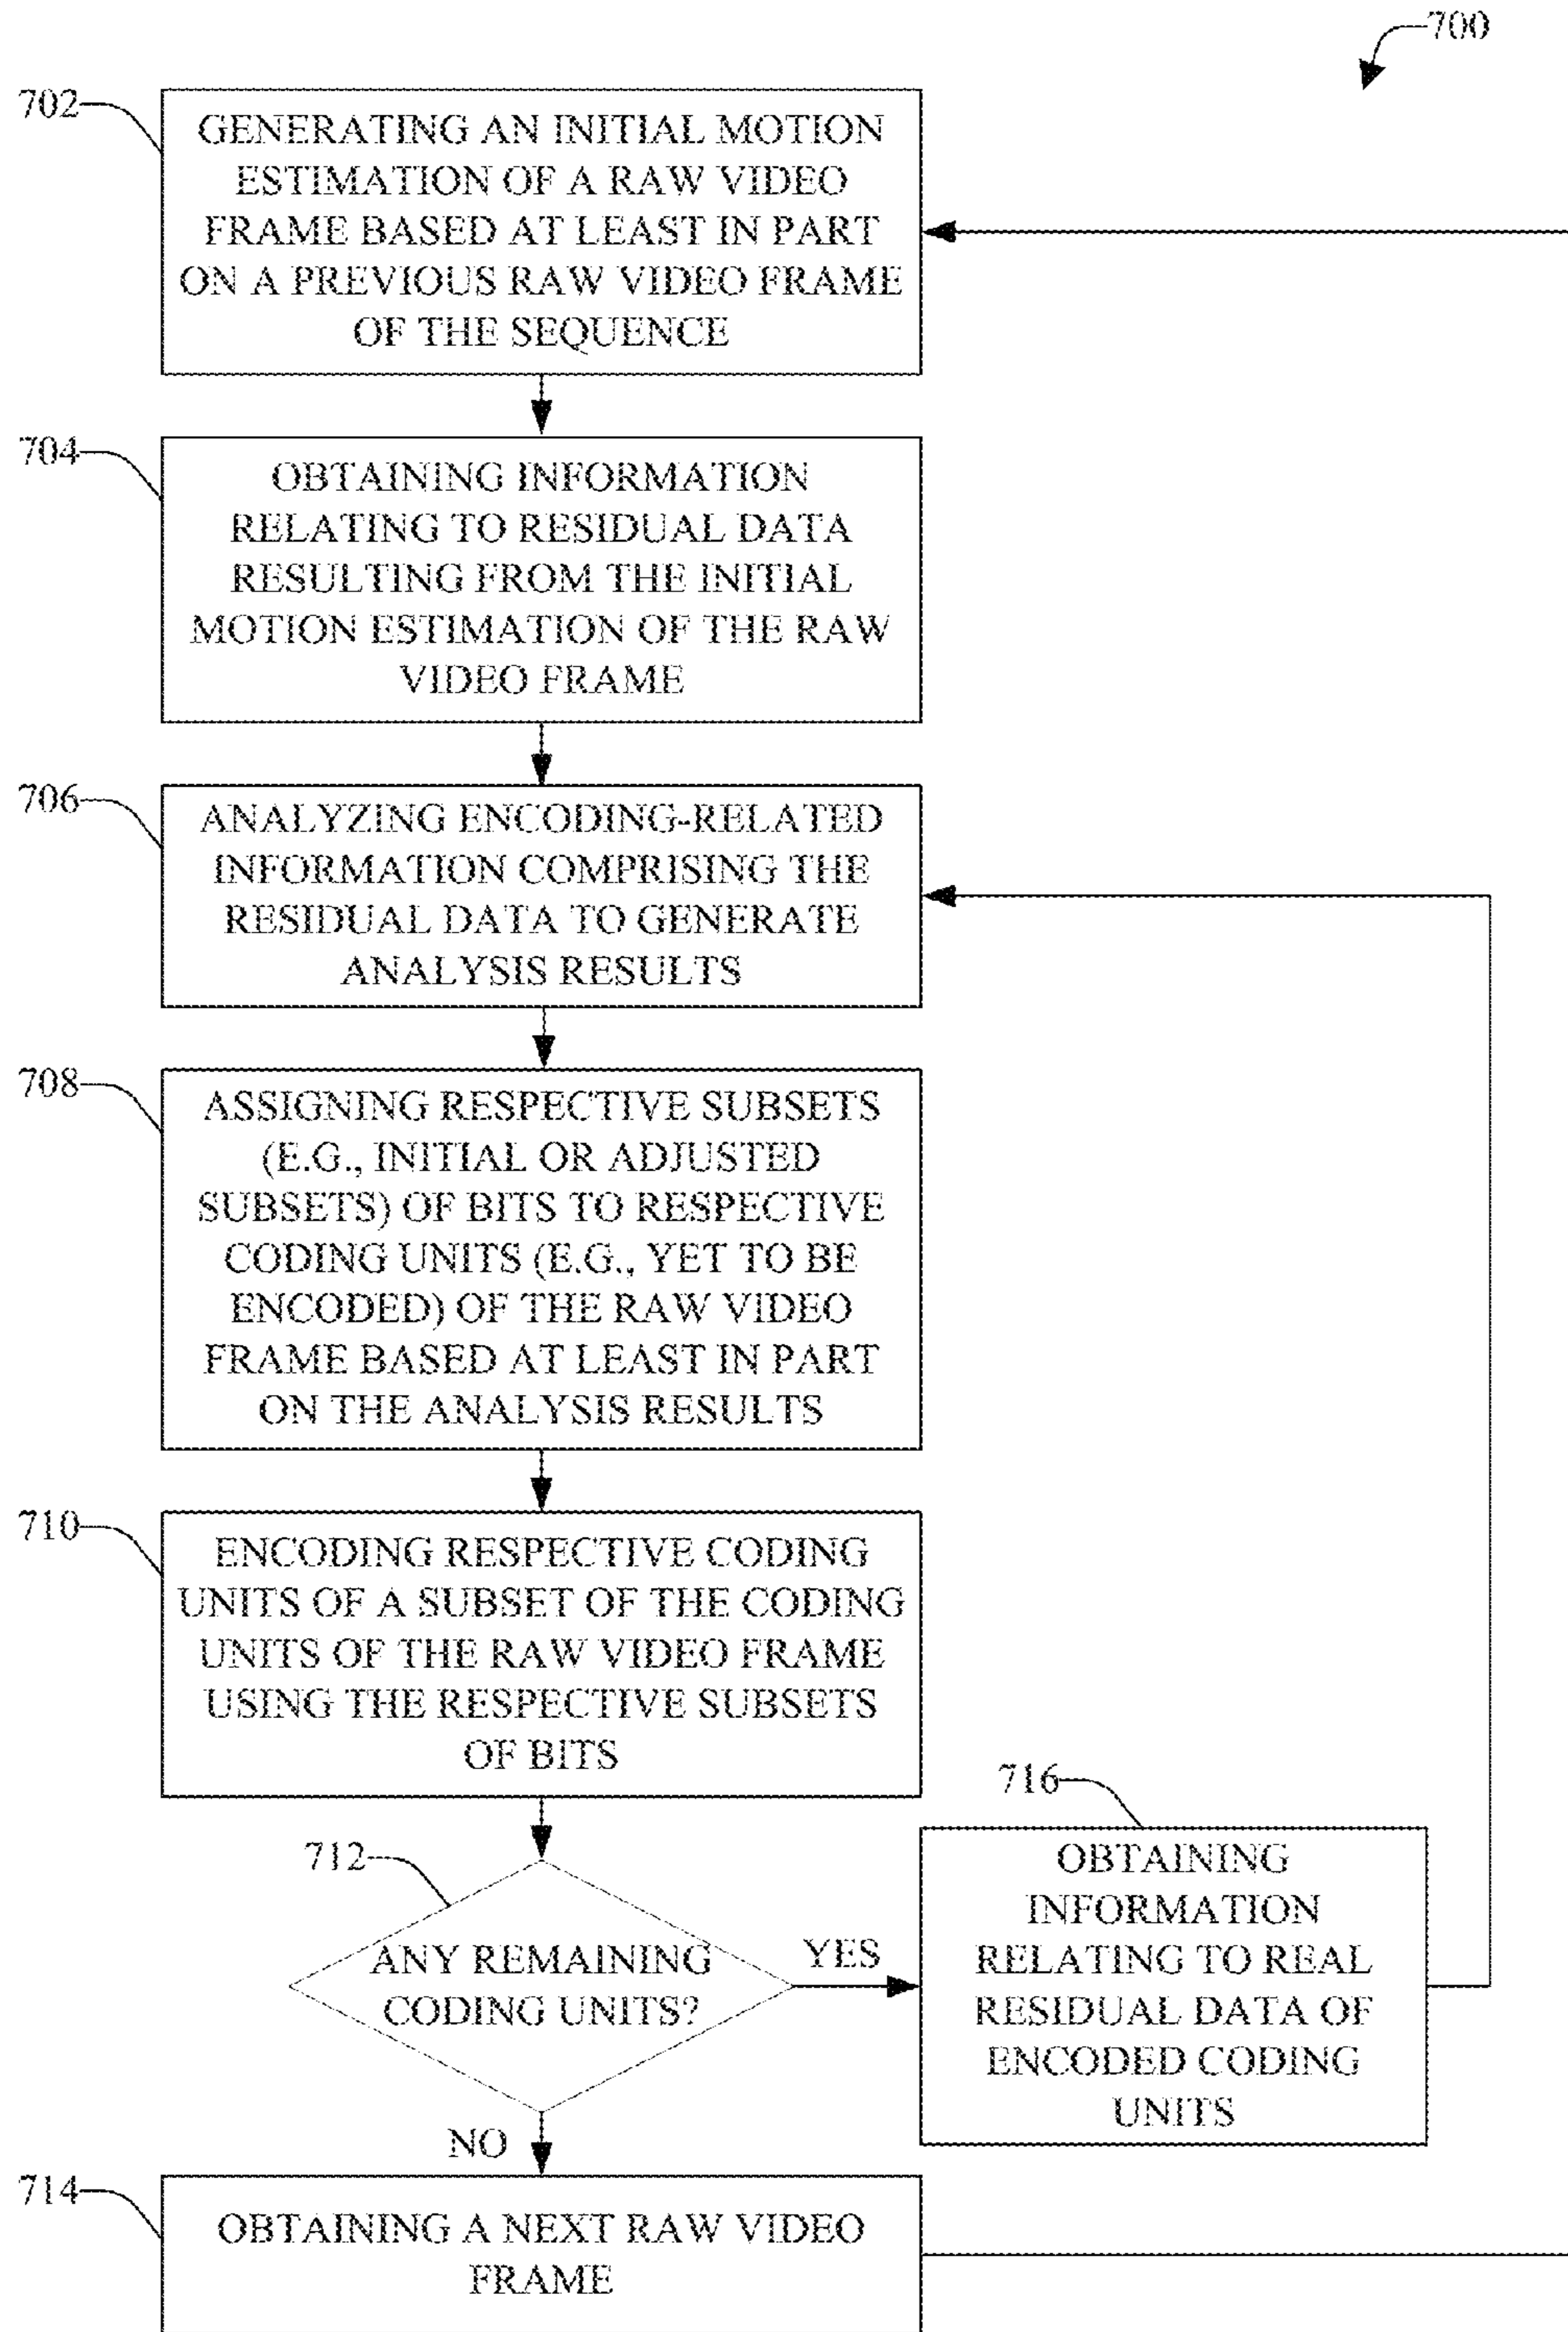 700
702
GENERATING AN INITIAL MOTION
ESTIMATION OF A RAW VIDEO
FRAME BASED AT LEAST IN PART
ON A PREVIOUS RAW VIDEO FRAME
OF THE SEQUENCE
704
OBTAINING INFORMATION
RELATING TO RESIDUAL DATA
RESULTING FROM THE INITIAL
MOTION ESTIMATION OF THE RAW
VIDEO FRAME
706
ANALYZING ENCODING-RELATED
INFORMATION COMPRISING THE
RESIDUAL DATA TO GENERATE
ANALYSIS RESULTS
708
ASSIGNING RESPECTIVE SUBSETS
(E.G., INITIAL OR ADJUSTED
SUBSETS) OF BITS TO RESPECTIVE
CODING UNITS (E.G., YET TO BE
ENCODED) OF THE RAW VIDEO
FRAME BASED AT LEAST IN PART
ON THE ANALYSIS RESULTS
710
ENCODING RESPECTIVE CODING
UNITS OF A SUBSET OF THE CODING
UNITS OF THE RAW VIDEO FRAME
USING THE RESPECTIVE SUBSETS
OF BITS
712
ANY REMAINING
CODING UNITS?
YES
NO
716
OBTAINING
INFORMATION
RELATING TO REAL
RESIDUAL DATA OF
ENCODED CODING
UNITS
714
OBTAINING A NEXT RAW VIDEO
FRAME